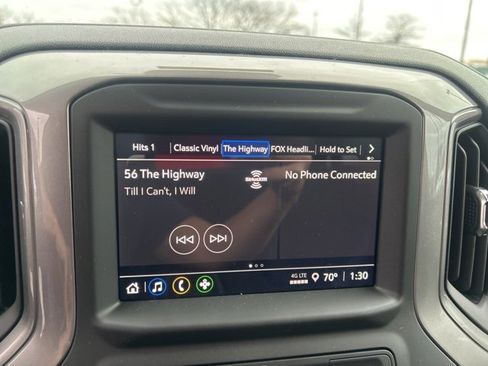 Hits 1 Classic Vinyl The Highway FOX Headli... Hold to Set
56 The Highway SiriusXM No Phone Connected
Till I Can't, I Will
4G LTE 70° 1:30